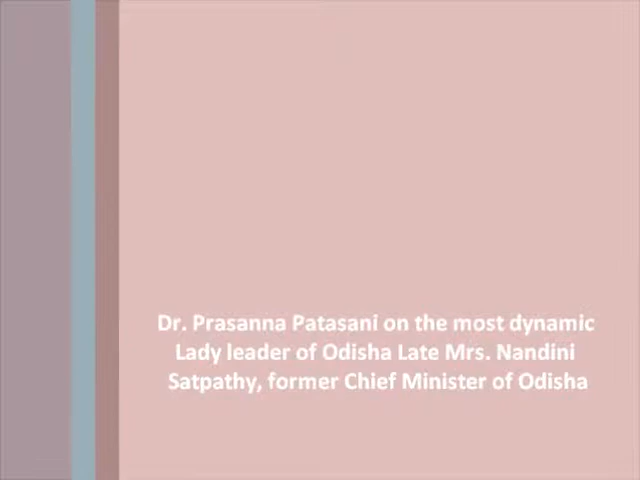 Dr. Prasanna Patasani on the most dynamic
Lady leader of Odisha Late Mrs. Nandini
Satpathy, former Chief Minister of Odisha